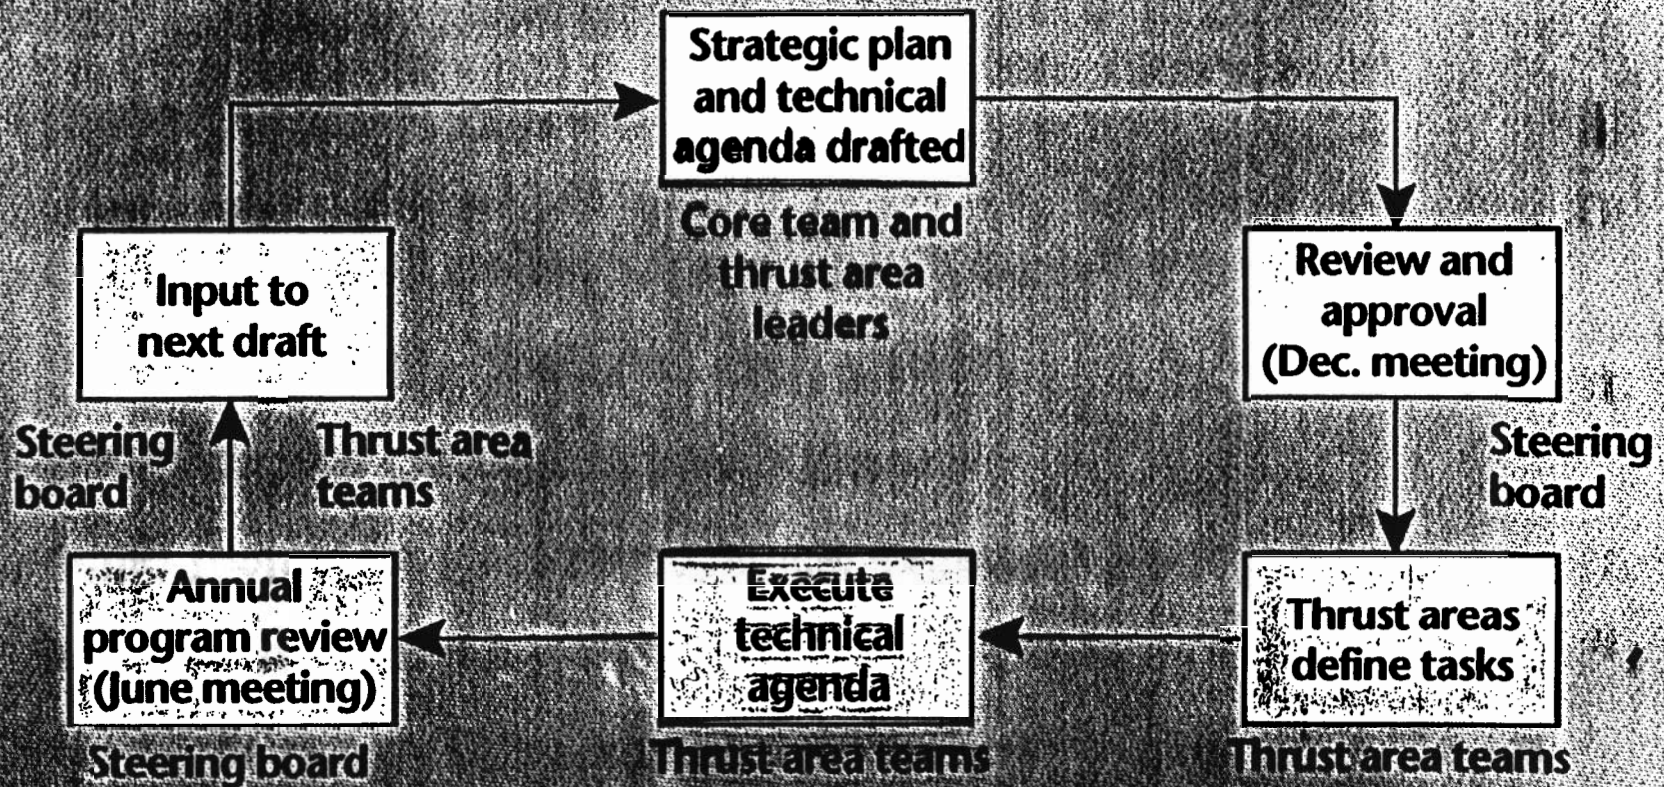 Strategic plan
and technical
agenda drafted
Core team and
thrust area
leaders
Review and
approval
(Dec. meeting)
Steering
board
Thrust areas
define tasks
Thrust area teams
Execute
technical
agenda
Thrust area teams
Annual
program review
(June meeting)
Steering board
Steering
board
Thrust area
teams
Input to
next draft